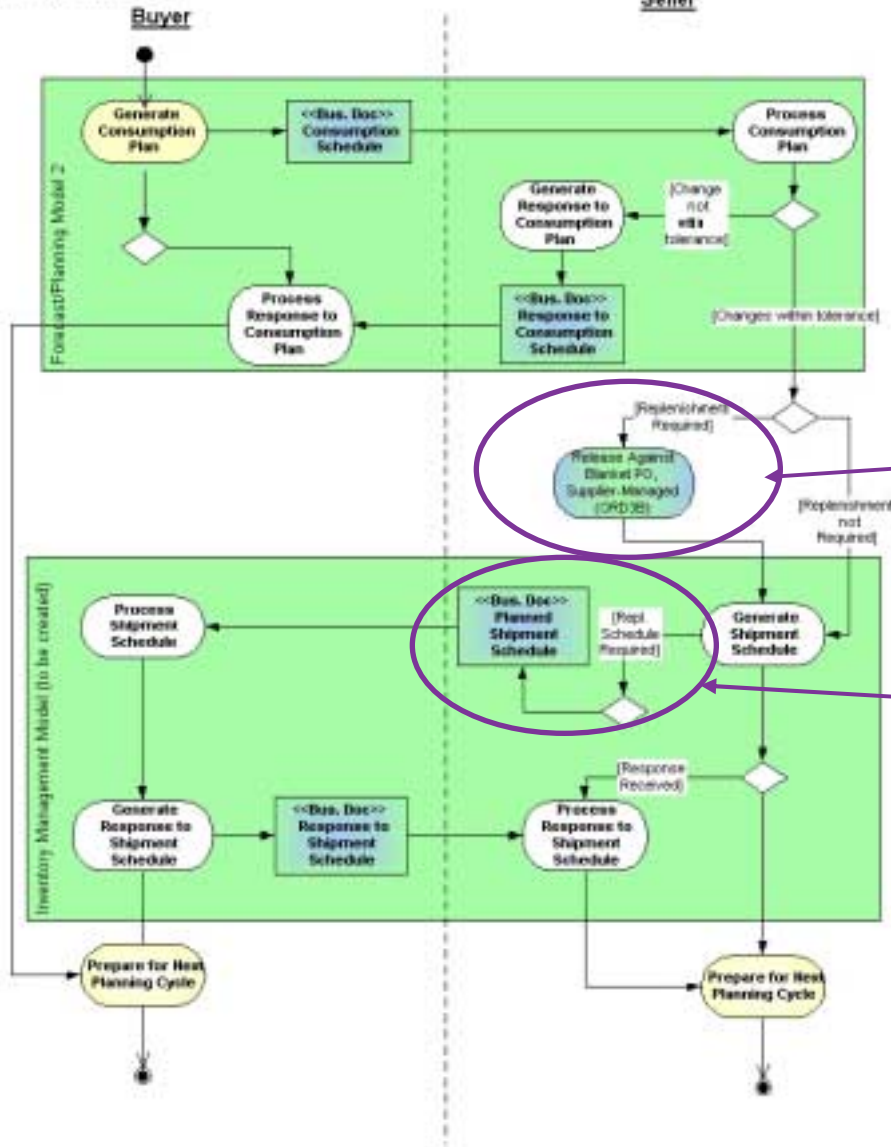 Buyer
Seller
Generate
Consumption
Plan
<<Bus. Doc>>
Consumption
Schedule
Process
Consumption
Plan
Generate
Response to
Consumption
Plan
[Change
not
within
tolerance]
Forecast/Planning Model 2
Process
Response to
Consumption
Plan
<<Bus. Doc>>
Response to
Consumption
Schedule
[Changes within tolerance]
[Replenishment
Required]
Release Against
Blanket PO,
Supplier-Managed
(ORD3B)
[Replenishment
not
Required]
Inventory Management Model (to be created)
Process
Shipment
Schedule
<<Bus. Doc>>
Planned
Shipment
Schedule
[Repl.
Schedule
Required]
Generate
Shipment
Schedule
[Response
Received]
Generate
Response to
Shipment
Schedule
<<Bus. Doc>>
Response to
Shipment
Schedule
Process
Response to
Shipment
Schedule
Prepare for Next
Planning Cycle
Prepare for Next
Planning Cycle